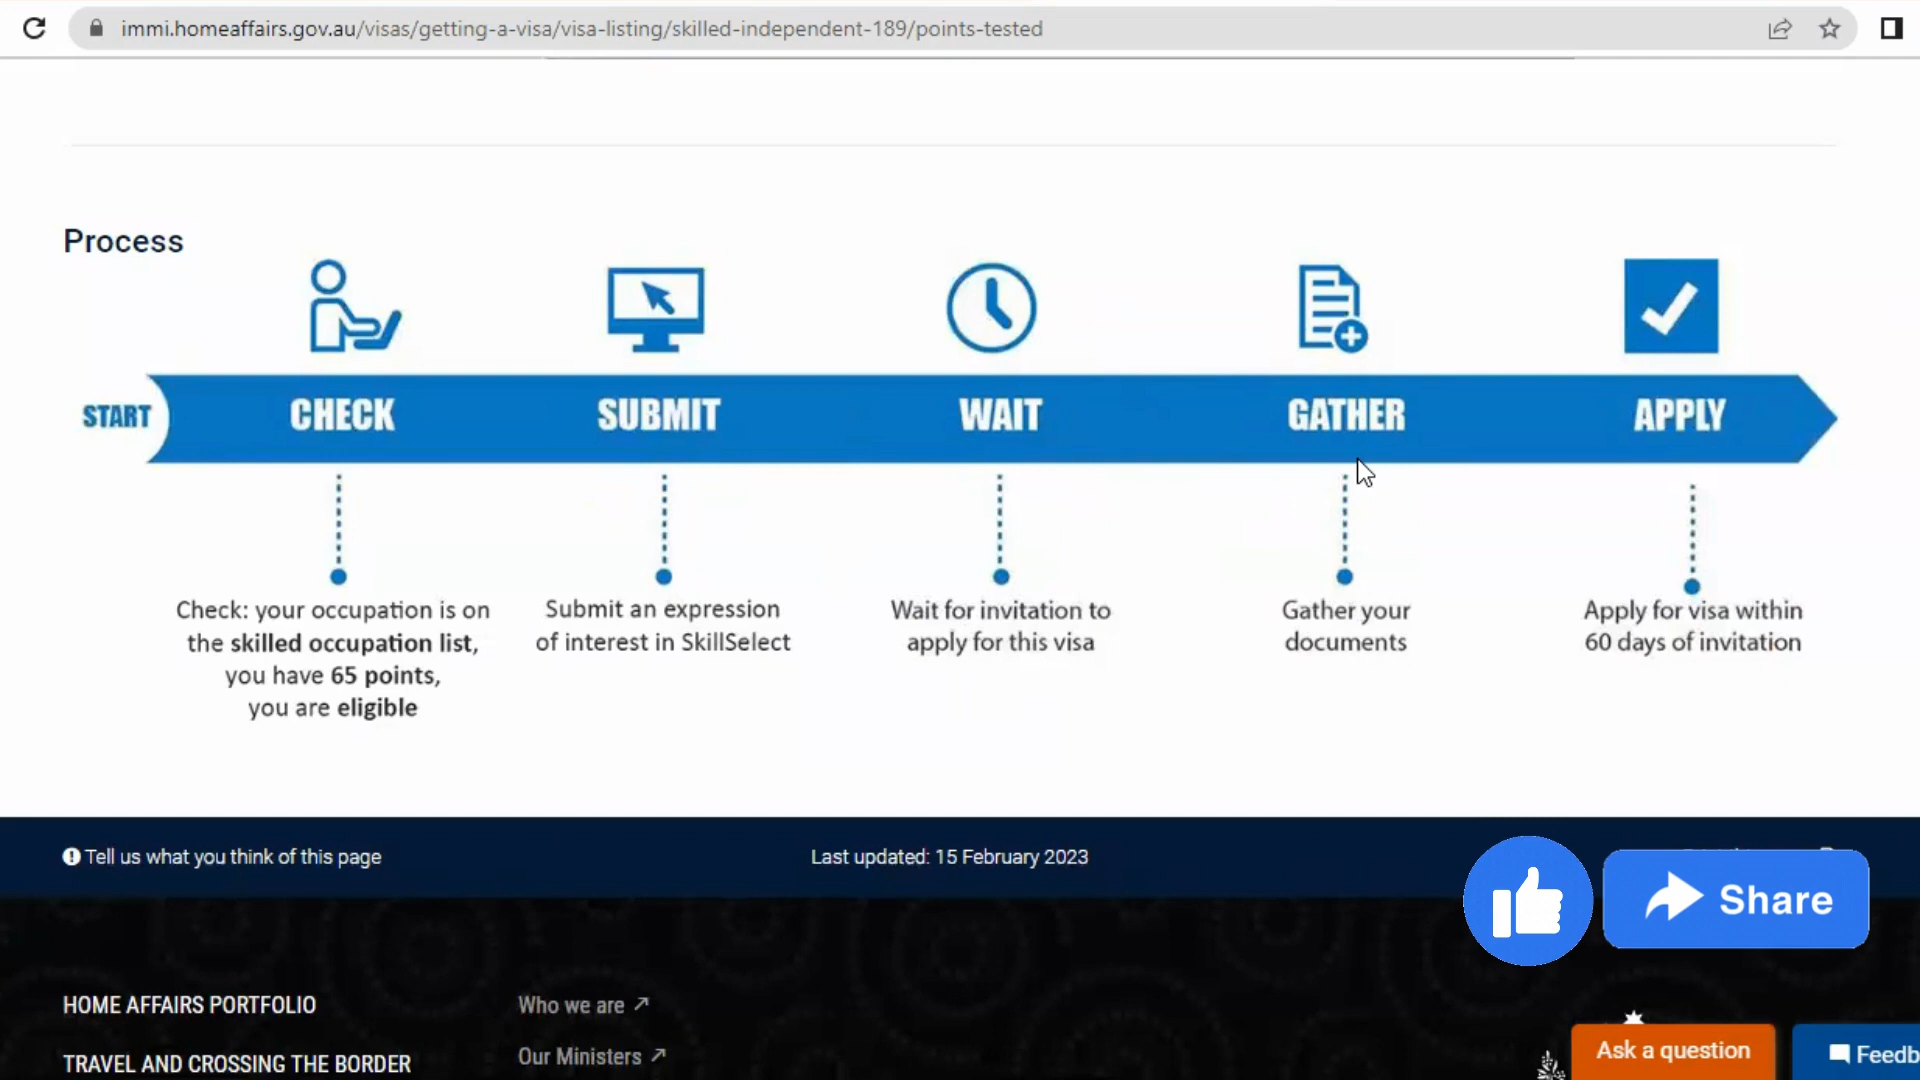 immi.homeaffairs.gov.au/visas/getting-a-visa/visa-listing/skilled-independent-189/points-tested
Process
START
CHECK
SUBMIT
WAIT
GATHER
APPLY
Check: your occupation is on
the skilled occupation list,
you have 65 points,
you are eligible
Submit an expression
of interest in SkillSelect
Wait for invitation to
apply for this visa
Gather your
documents
Apply for visa within
60 days of invitation
Tell us what you think of this page
Last updated: 15 February 2023
Share
HOME AFFAIRS PORTFOLIO
Who we are
TRAVEL AND CROSSING THE BORDER
Our Ministers
Ask a question
Feedb